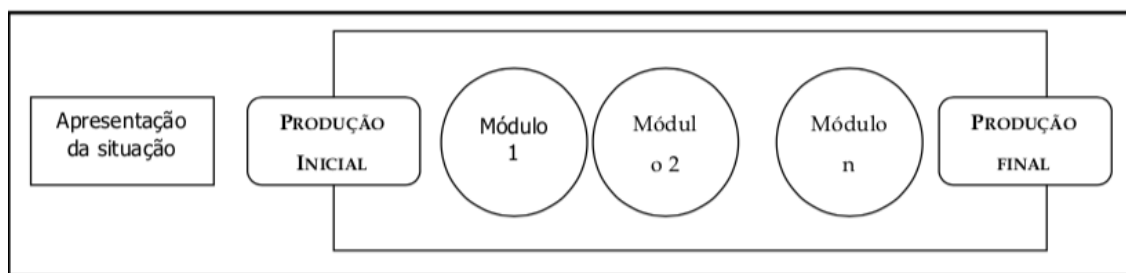 Apresentação
da situação
PRODUÇÃO
INICIAL
Módulo
1
Módul
o 2
Módulo
n
PRODUÇÃO
FINAL